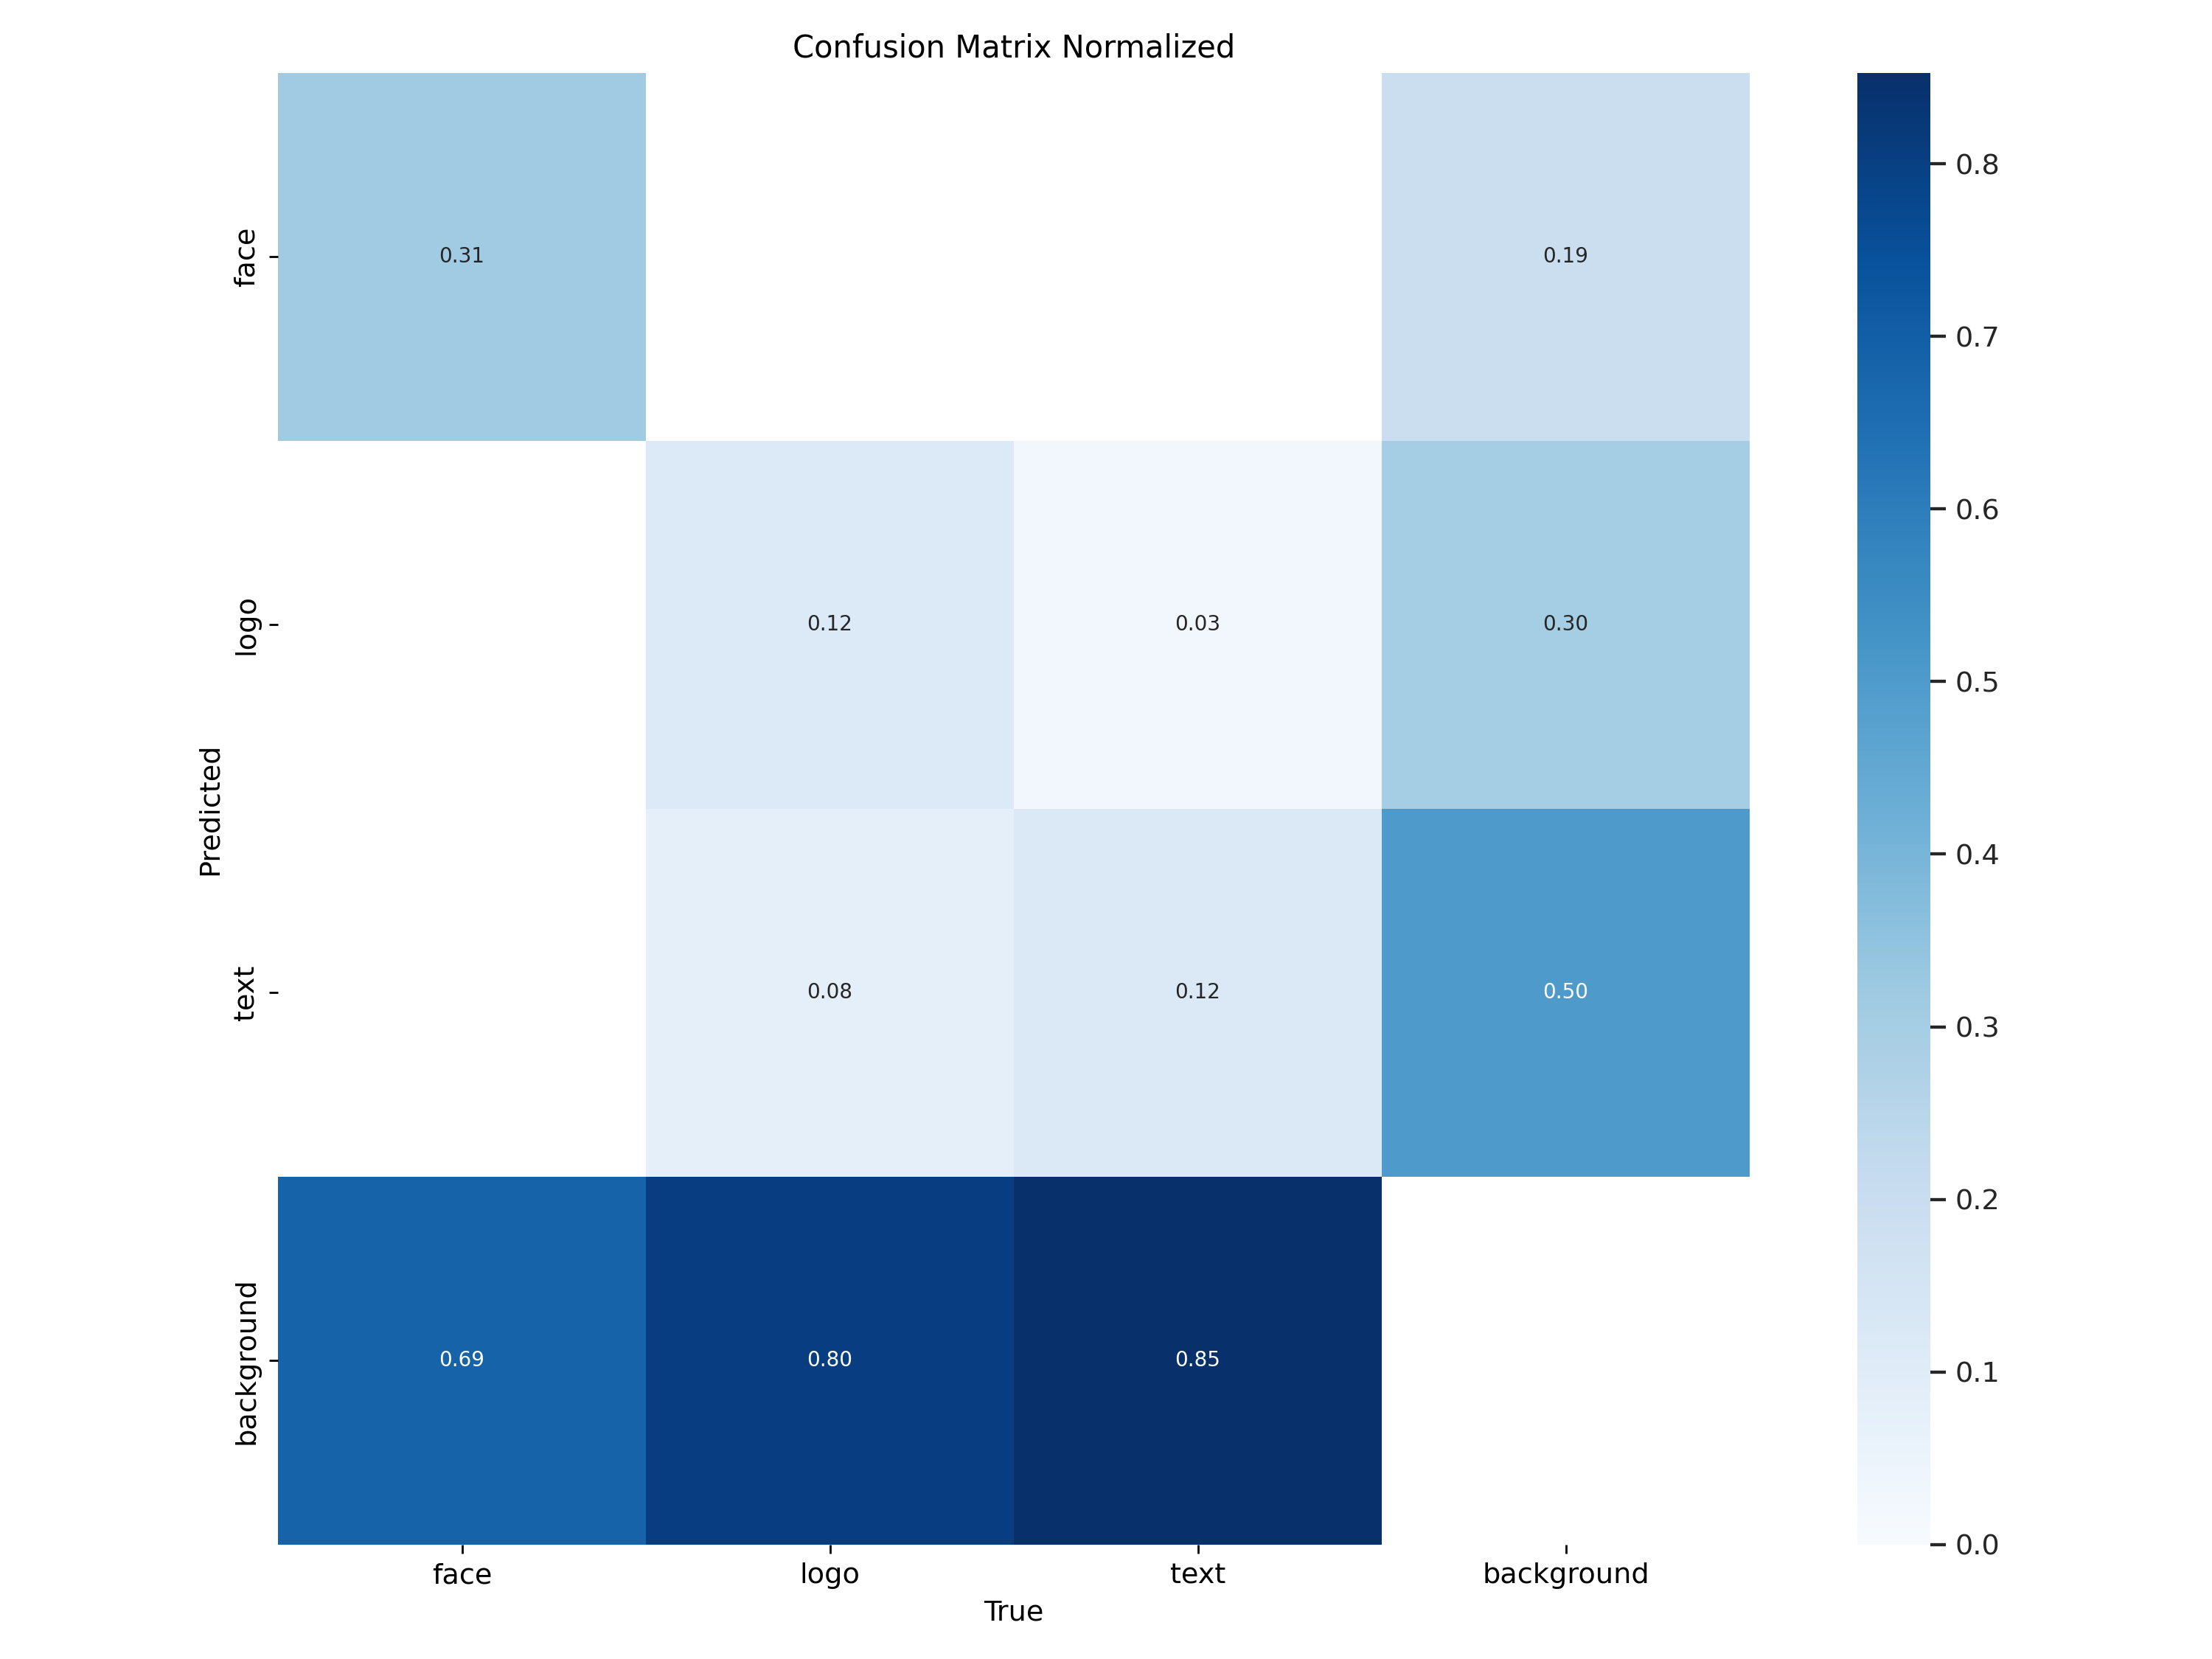 Confusion Matrix Normalized
face
0.31
0.19
logo
0.12
0.03
0.30
text
0.08
0.12
0.50
background
0.69
0.80
0.85
Predicted
face
logo
text
background
True
0.8
0.7
0.6
0.5
0.4
0.3
0.2
0.1
0.0